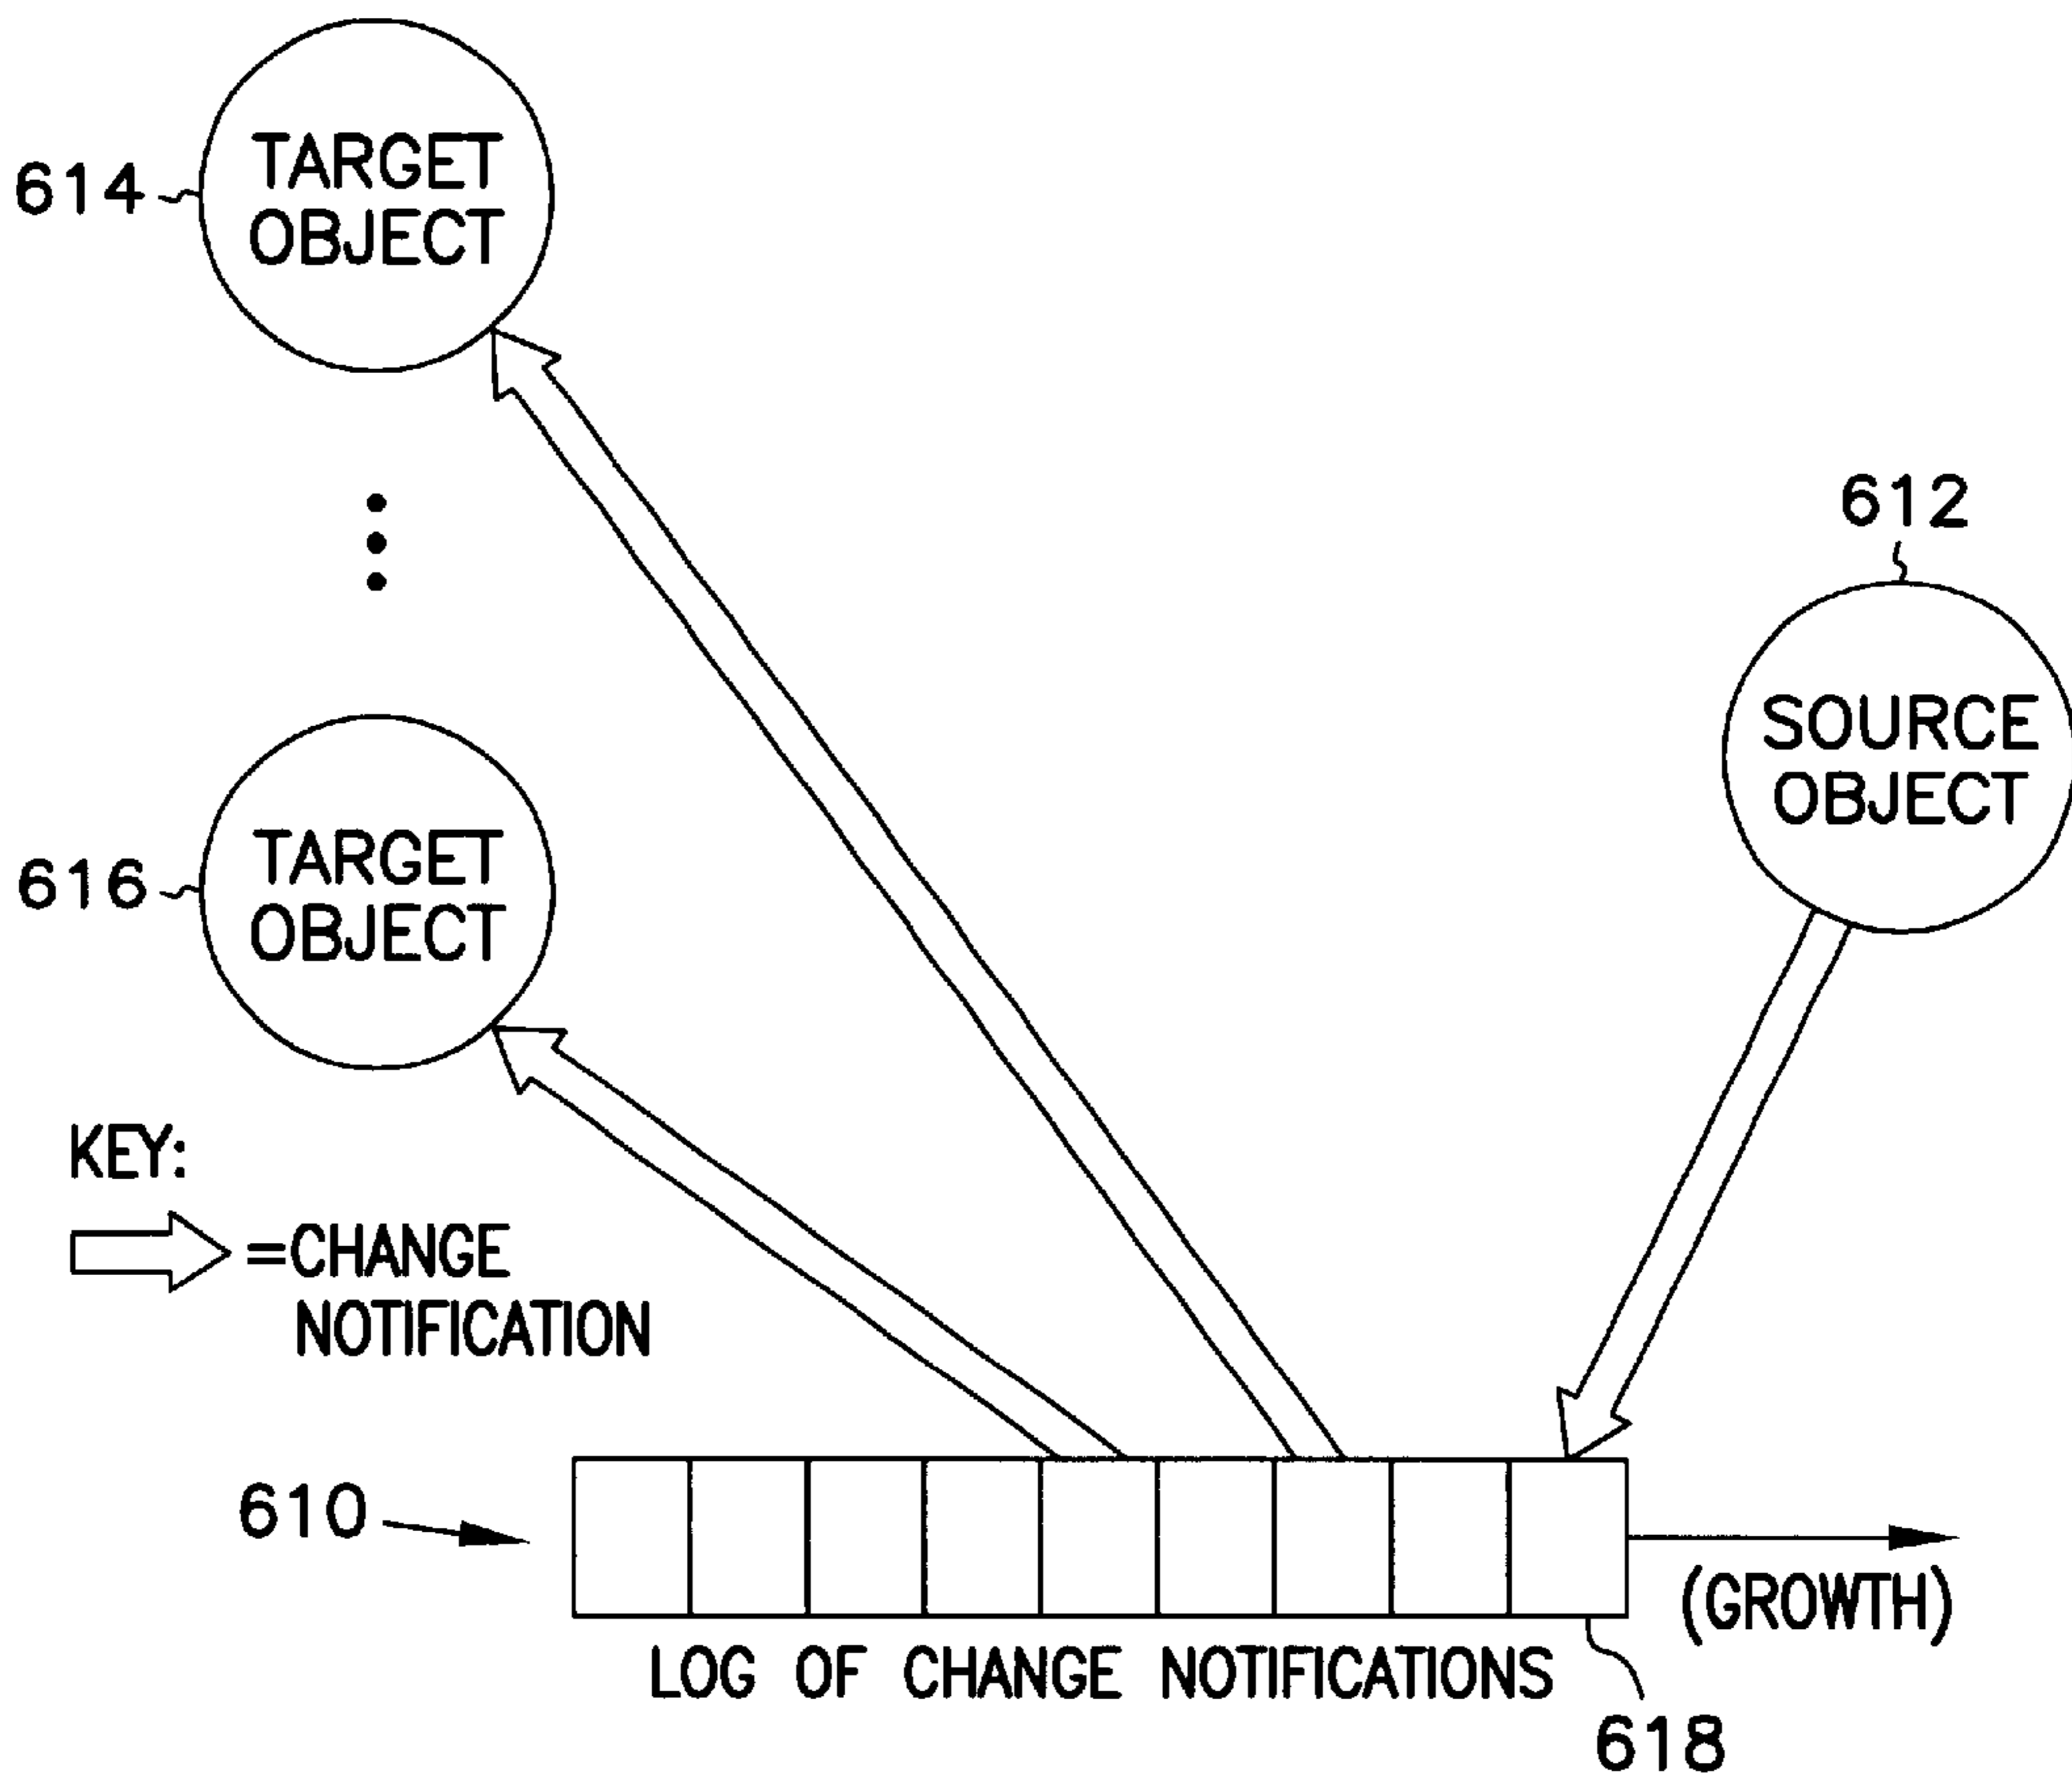 TARGET
OBJECT
614
612
SOURCE
OBJECT
TARGET
OBJECT
616
KEY:
=CHANGE
NOTIFICATION
610
(GROWTH)
LOG OF CHANGE NOTIFICATIONS
618